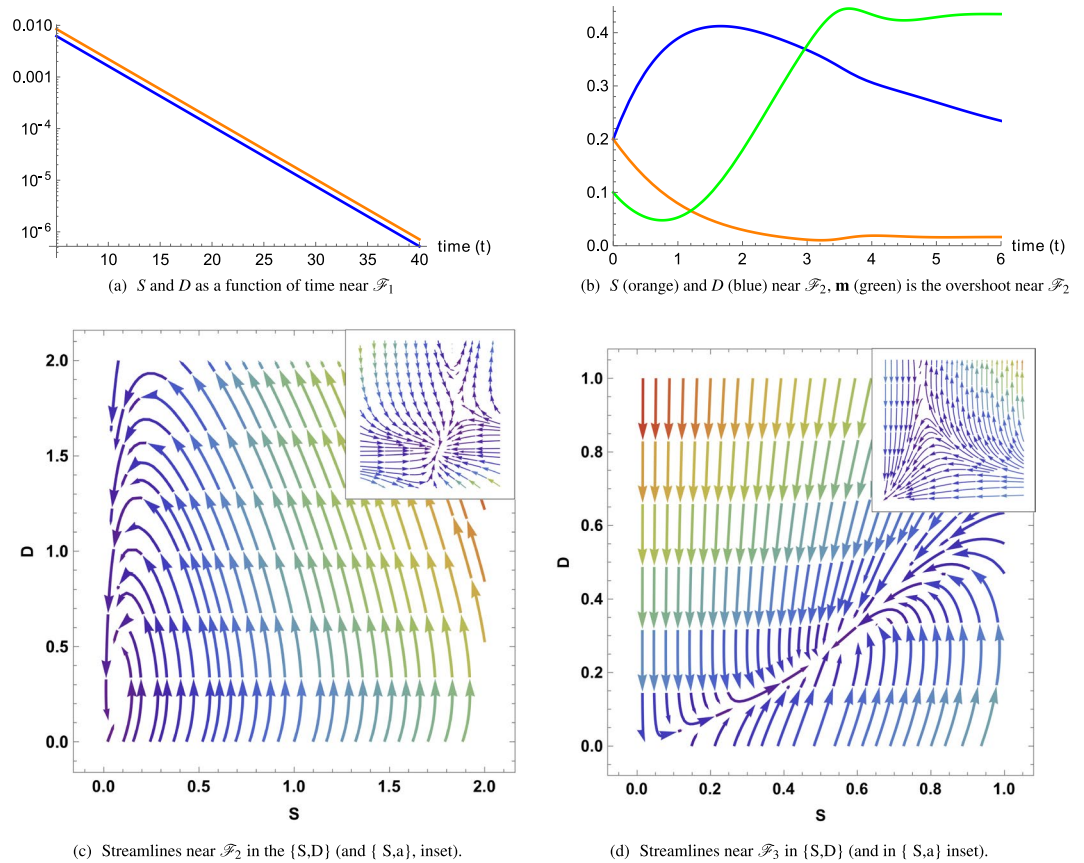 0.010
0.001
10⁻⁴
10⁻⁵
10⁻⁶
10 15 20 25 30 35 40 time (t)
(a) S and D as a function of time near ℱ₁
0.4
0.3
0.2
0.1
0.0
0 1 2 3 4 5 6 time (t)
(b) S (orange) and D (blue) near ℱ₂, m (green) is the overshoot near ℱ₂
2.0
1.5
D
1.0
0.5
0.0
0.0 0.5 1.0 1.5 2.0
S
(c) Streamlines near ℱ₂ in the {S,D} (and { S,a}, inset).
1.0
0.8
0.6
D
0.4
0.2
0.0
0.0 0.2 0.4 0.6 0.8 1.0
S
(d) Streamlines near ℱ₃ in {S,D} (and in { S,a} inset).